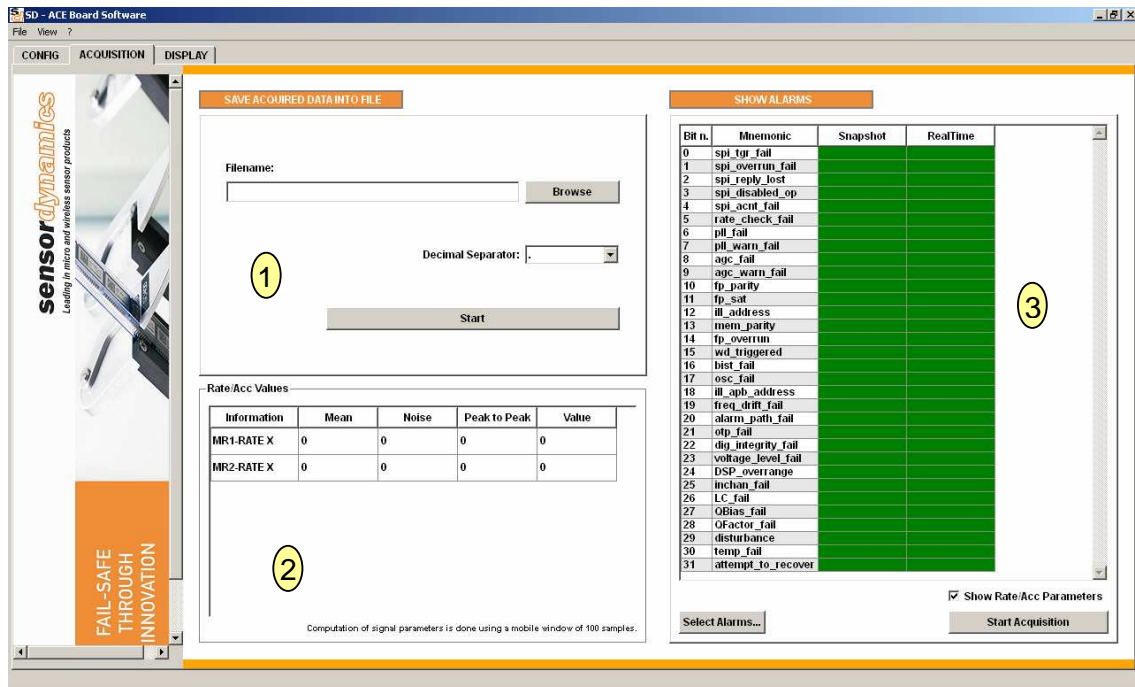 SD - ACE Board Software
File View ?
CONFIG ACQUISITION DISPLAY
sensordynamics
Leading in micro and wireless sensor products
FAIL-SAFE
THROUGH
INNOVATION
SAVE ACQUIRED DATA INTO FILE
Filename:
Browse
Decimal Separator: .
1
Start
Rate/Acc Values
Information Mean Noise Peak to Peak Value
MR1-RATE X 0 0 0 0
MR2-RATE X 0 0 0 0
2
Computation of signal parameters is done using a mobile window of 100 samples.
SHOW ALARMS
Bit n. Mnemonic Snapshot RealTime
0 spi_tgr_fail
1 spi_overrun_fail
2 spi_reply_lost
3 spi_disabled_op
4 spi_acnt_fail
5 rate_check_fail
6 pll_fail
7 pll_warn_fail
8 agc_fail
9 agc_warn_fail
10 fp_parity
11 fp_sat
12 ill_address
13 mem_parity
14 fp_overrun
15 wd_triggered
16 bist_fail
17 osc_fail
18 ill_apb_address
19 freq_drift_fail
20 alarm_path_fail
21 otp_fail
22 dig_integrity_fail
23 voltage_level_fail
24 DSP_overrange
25 inchan_fail
26 LC_fail
27 QBias_fail
28 QFactor_fail
29 disturbance
30 temp_fail
31 attempt_to_recover
3
Show Rate/Acc Parameters
Select Alarms... Start Acquisition